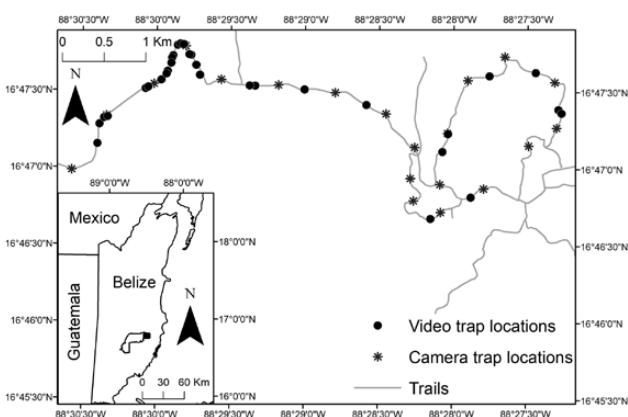 88°30'30"W 88°30'0"W 88°29'30"W 88°29'0"W 88°28'30"W 88°28'0"W 88°27'30"W
0 0.5 1 Km
N
16°47'30"N 16°47'30"N
16°47'0"N 16°47'0"N
89°0'0"W 88°0'0"W
Mexico
18°0'0"N
16°46'30"N 16°46'30"N
Belize
Guatemala
N
17°0'0"N
16°46'0"N 16°46'0"N
Video trap locations
Camera trap locations
0 30 60 Km
Trails
16°45'30"N 16°0'0"N 16°45'30"N
88°30'30"W 88°30'0"W 88°29'30"W 88°29'0"W 88°28'30"W 88°28'0"W 88°27'30"W